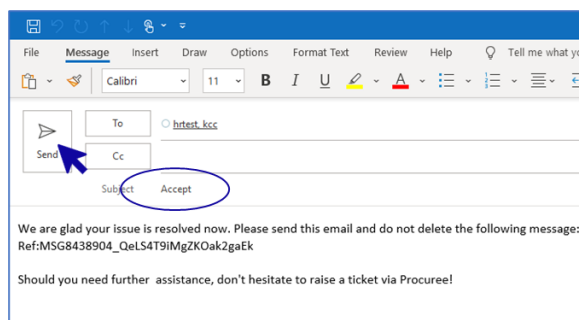 File Message Insert Draw Options Format Text Review Help Tell me what
Calibri 11 B I U A
To hrtest, kcc
Send Cc
Subject Accept
We are glad your issue is resolved now. Please send this email and do not delete the following message:
Ref:MSG8438904_QeLS4T9iMgZKOak2gaEk
Should you need further assistance, don't hesitate to raise a ticket via Procuree!